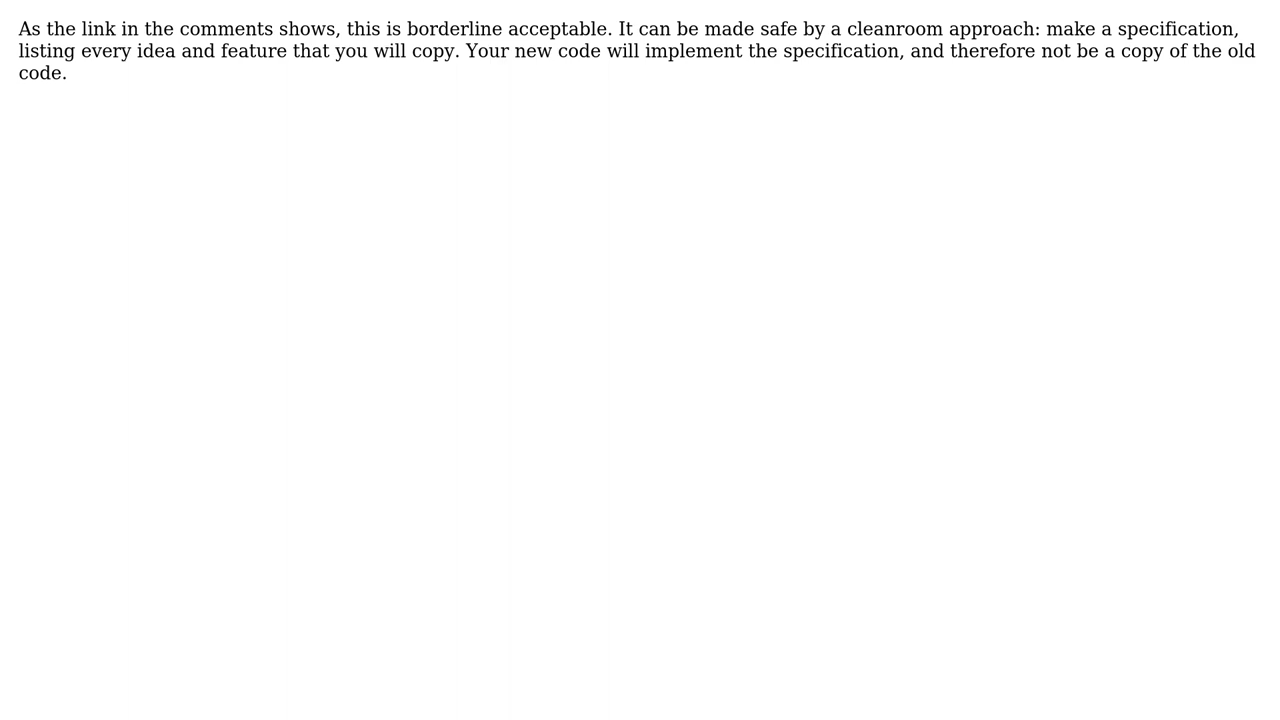 As the link in the comments shows, this is borderline acceptable. It can be made safe by a cleanroom approach: make a specification,
listing every idea and feature that you will copy. Your new code will implement the specification, and therefore not be a copy of the old
code.